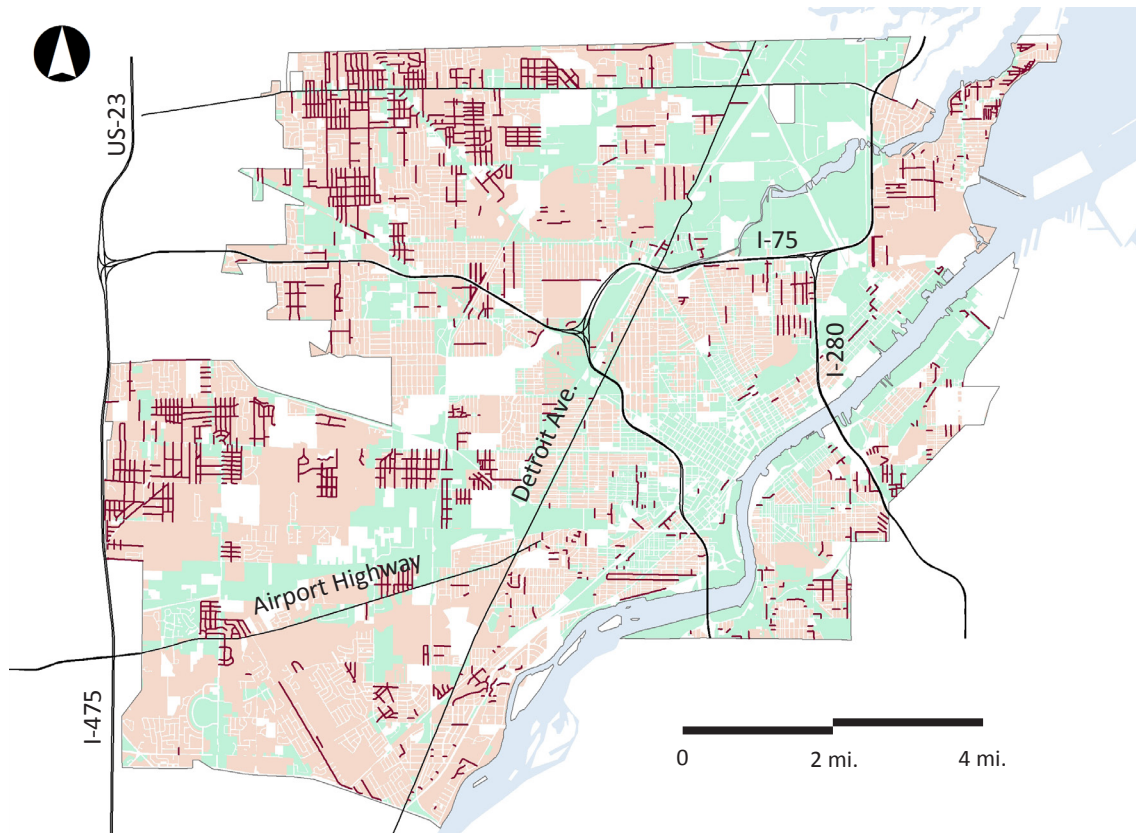 US-23
I-75
I-280
Detroit Ave.
Airport Highway
I-475
0 2 mi. 4 mi.